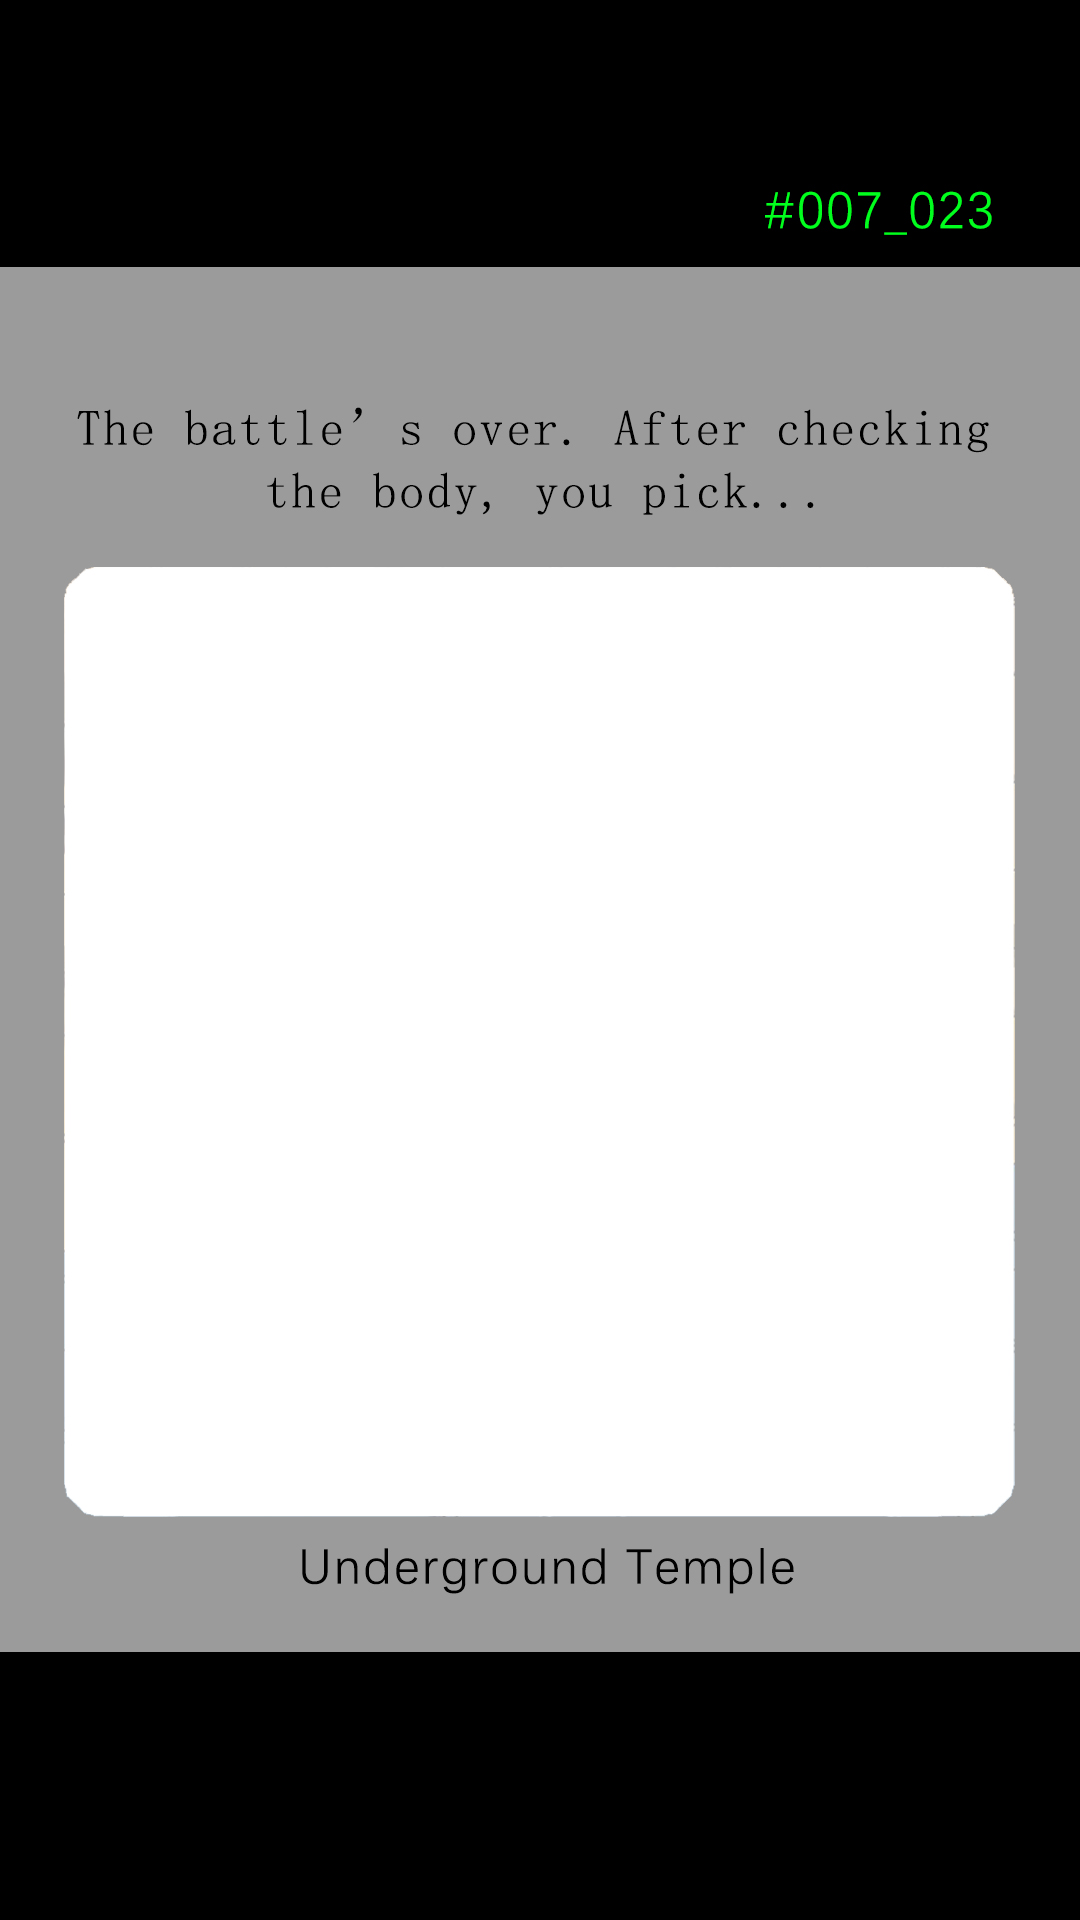 #007_023
The battle’s over. After checking
the body, you pick...
Underground Temple